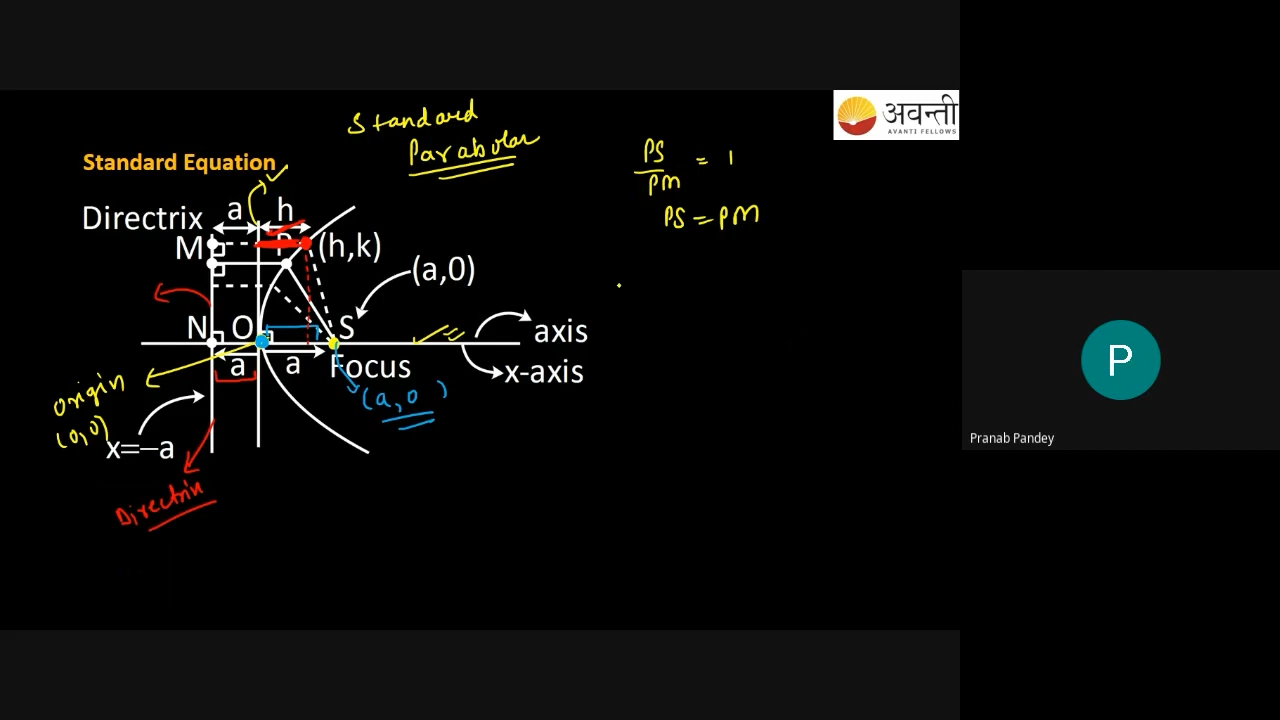 Standard
Parabolar
अवन्ती
AVANTI FELLOWS
Standard Equation
PS/PM = 1
PS = PM
Directrix
a
h
M
P
(h,k)
(a,0)
N
O
S
axis
a
a
Focus
x-axis
(a,0)
origin
(0,0)
x=−a
Directrix
P
Pranab Pandey